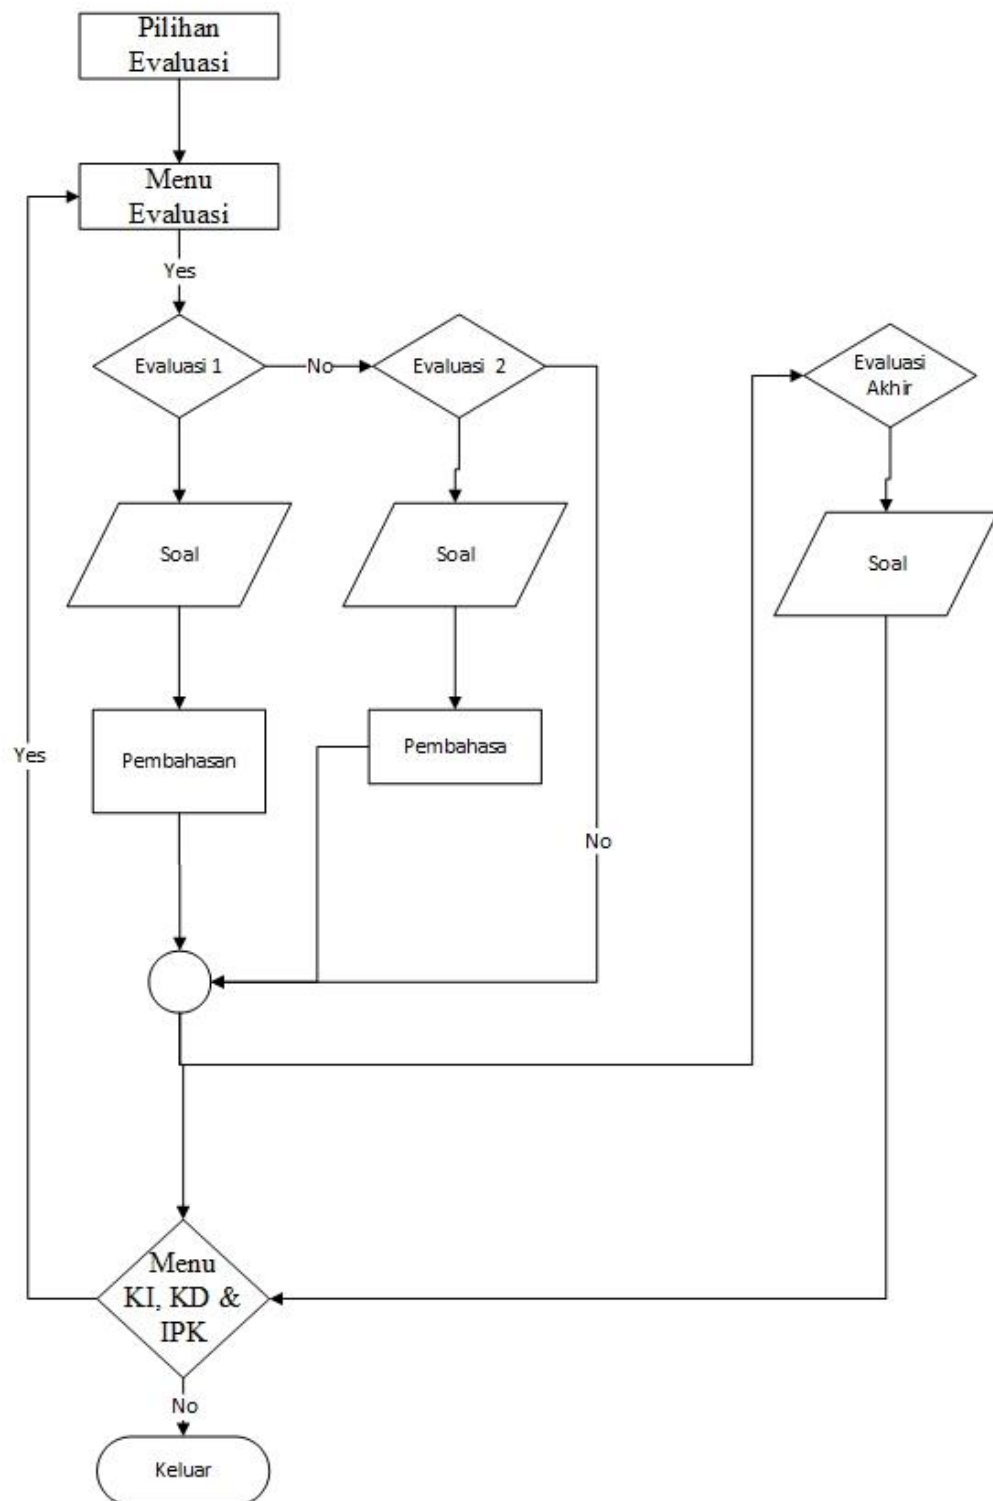 Pilihan
Evaluasi
Menu
Evaluasi
Yes
Evaluasi 1
No
Evaluasi 2
Evaluasi
Akhir
Soal
Soal
Soal
Yes
Pembahasan
Pembahasa
No
Menu
KI, KD &
IPK
No
Keluar